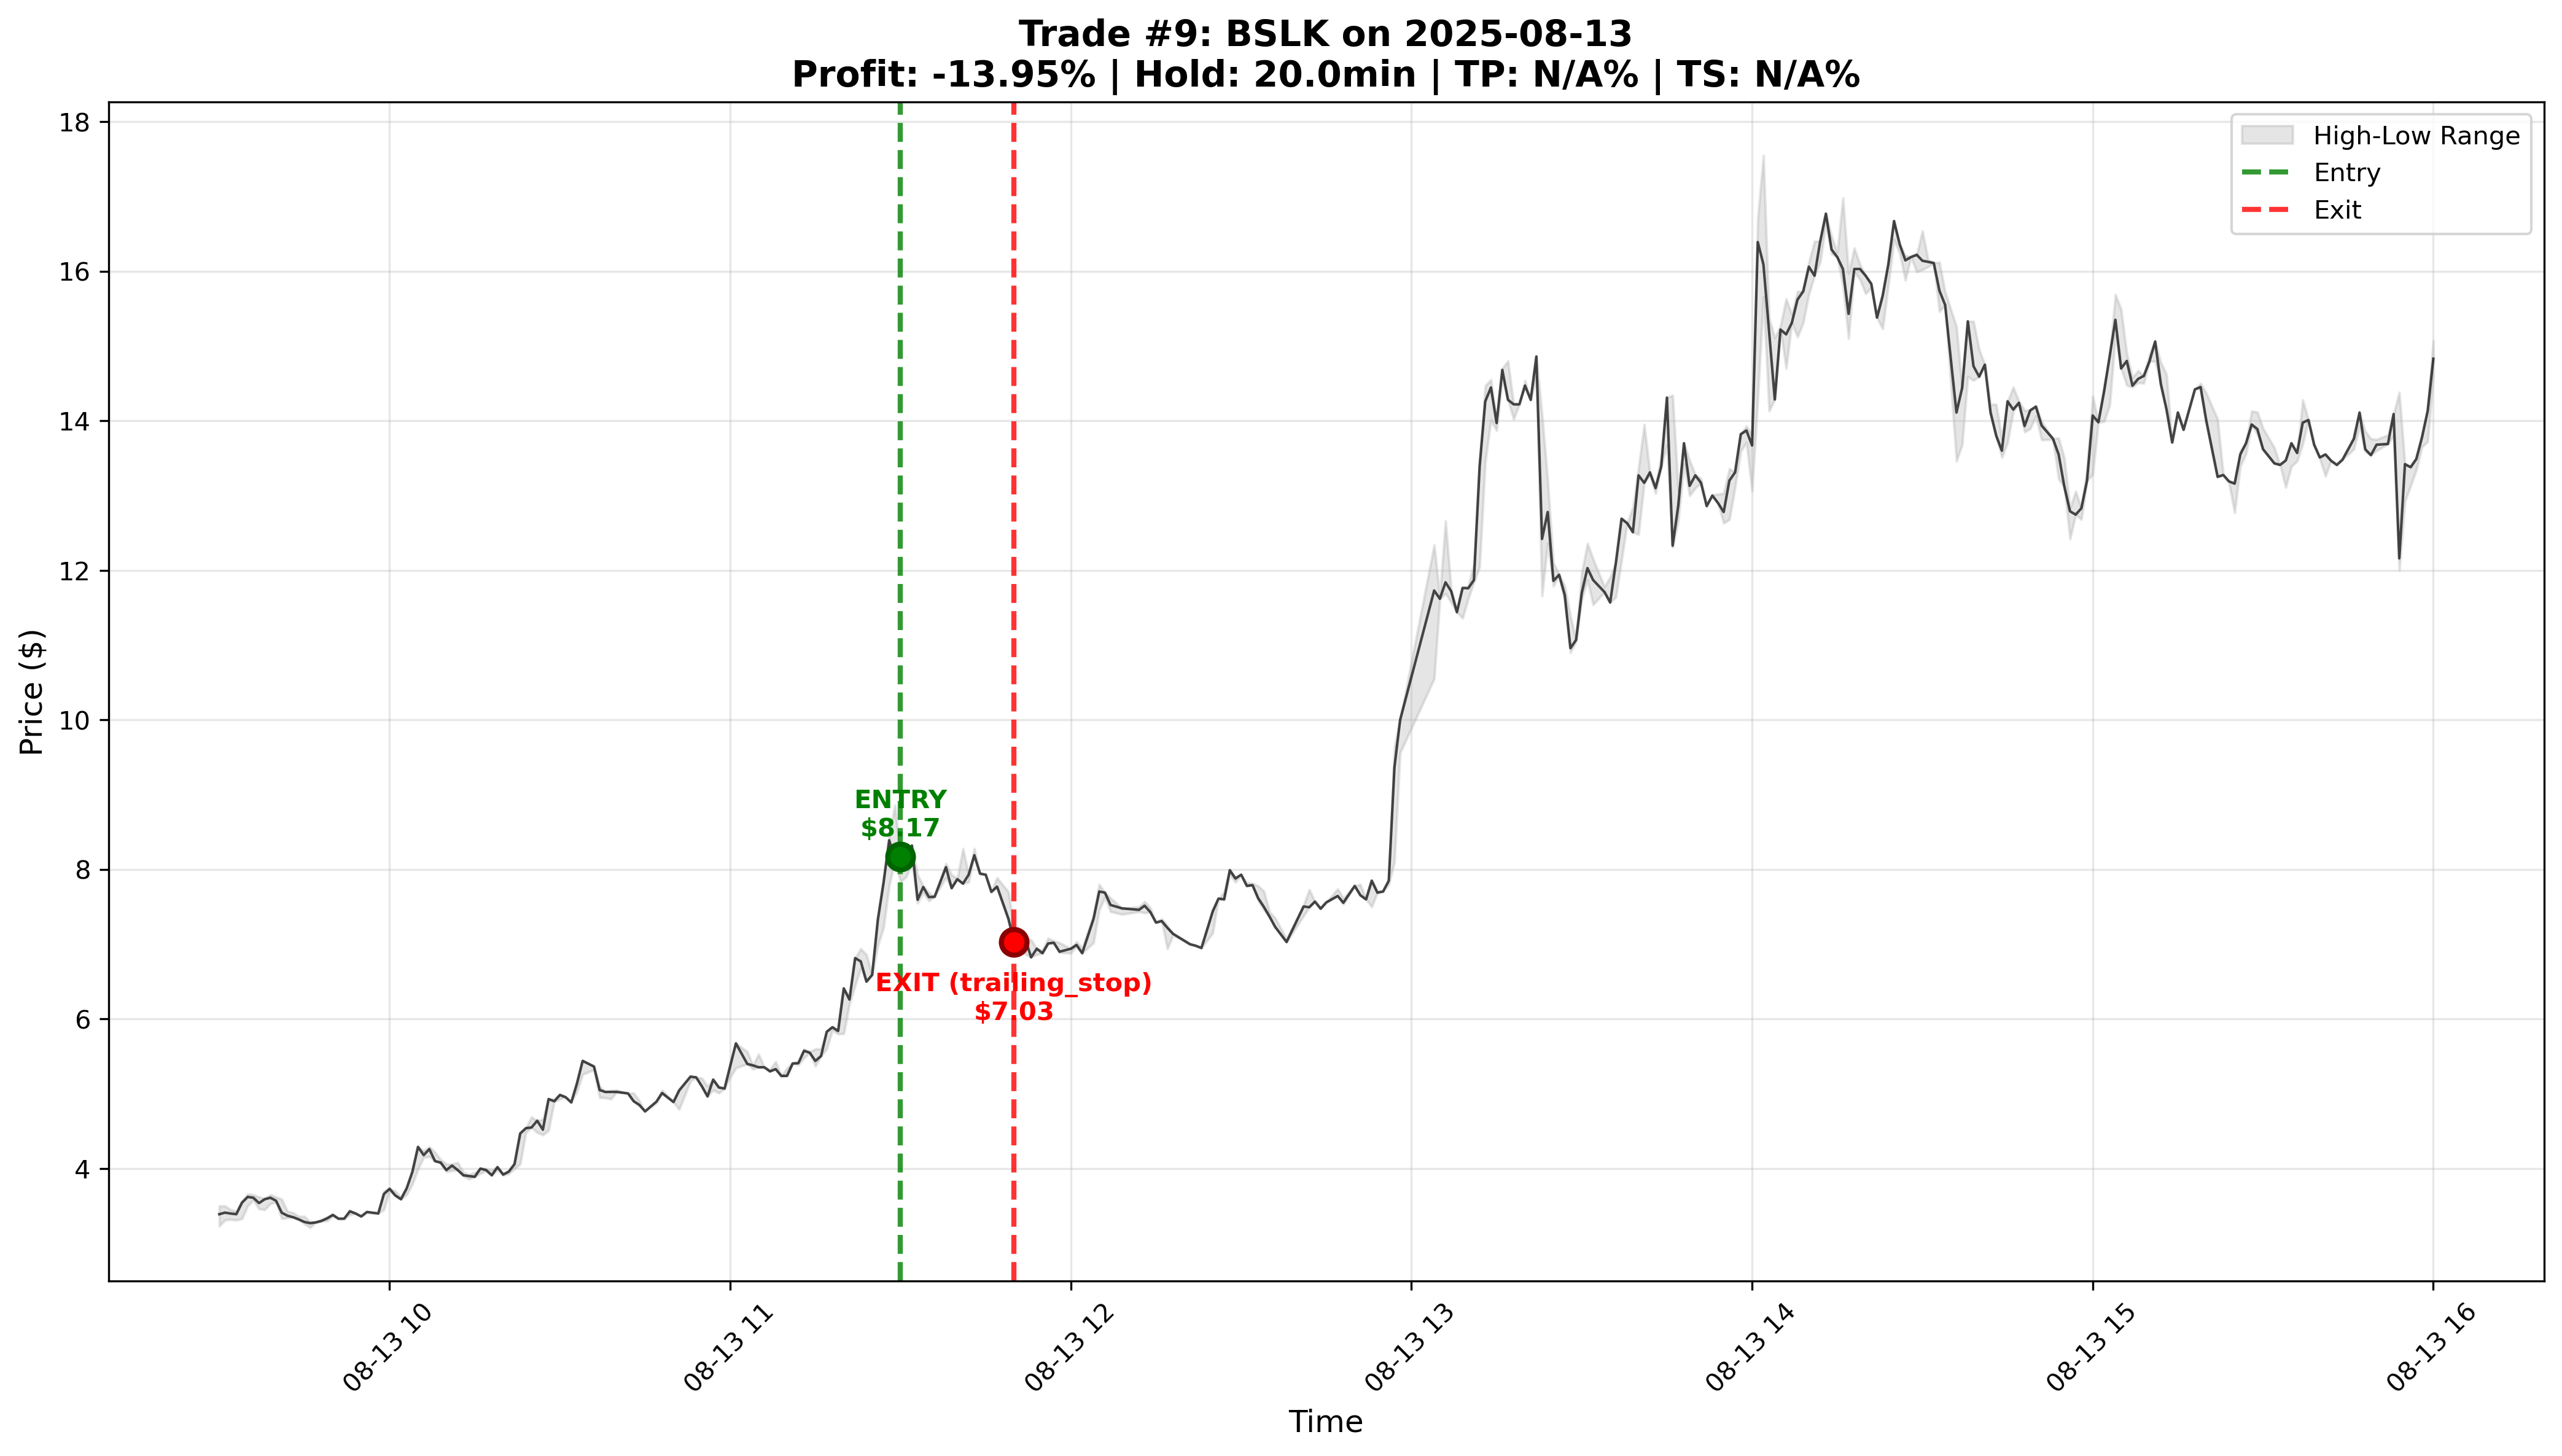 Trade #9: BSLK on 2025-08-13
Profit: -13.95% | Hold: 20.0min | TP: N/A% | TS: N/A%
High-Low Range
Entry
Exit
18
16
14
12
10
8
6
4
Price ($)
ENTRY
$8.17
EXIT (trailing_stop)
$7.03
08-13 10
08-13 11
08-13 12
08-13 13
08-13 14
08-13 15
08-13 16
Time